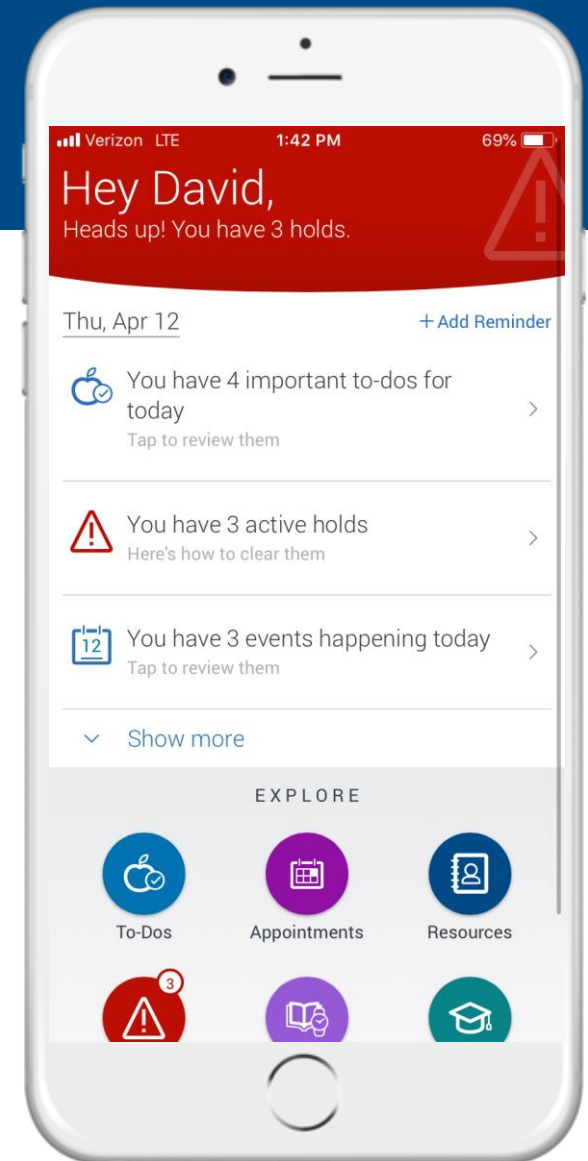 Verizon LTE 1:42 PM 69%
Hey David,
Heads up! You have 3 holds.
Thu, Apr 12 +Add Reminder
You have 4 important to-dos for
today
Tap to review them
You have 3 active holds
Here's how to clear them
12
You have 3 events happening today
Tap to review them
Show more
EXPLORE
To-Dos Appointments Resources
3